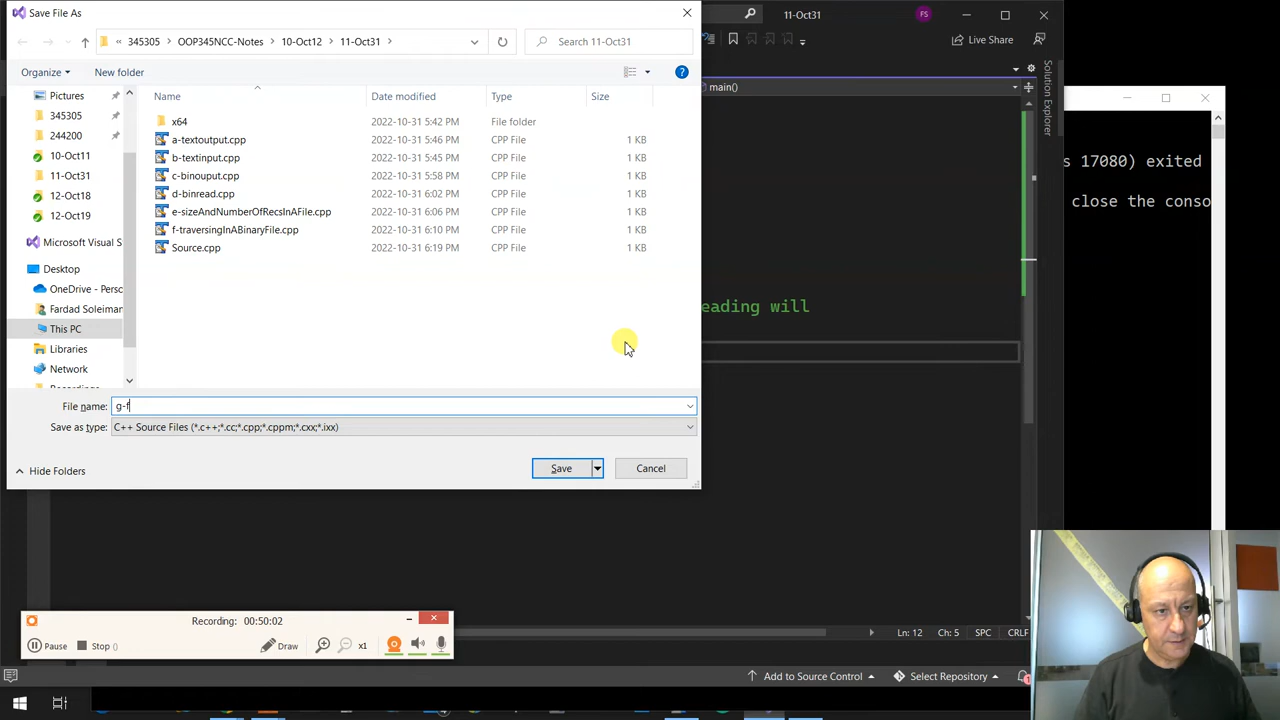 Save File As
11-Oct31
FS
« 345305 > OOP345NCC-Notes > 10-Oct12 > 11-Oct31 >
Search 11-Oct31
Live Share
Organize
New folder
main()
Solution Explorer
Pictures
345305
244200
10-Oct11
11-Oct31
12-Oct18
12-Oct19
Microsoft Visual S
Desktop
OneDrive - Perso
Fardad Soleiman
This PC
Libraries
Network
Name Date modified Type Size
x64 2022-10-31 5:42 PM File folder
a-textoutput.cpp 2022-10-31 5:46 PM CPP File 1 KB
b-textinput.cpp 2022-10-31 5:45 PM CPP File 1 KB
c-binouput.cpp 2022-10-31 5:58 PM CPP File 1 KB
d-binread.cpp 2022-10-31 6:02 PM CPP File 1 KB
e-sizeAndNumberOfRecsInAFile.cpp 2022-10-31 6:06 PM CPP File 1 KB
f-traversingInABinaryFile.cpp 2022-10-31 6:10 PM CPP File 1 KB
Source.cpp 2022-10-31 6:19 PM CPP File 1 KB
s 17080) exited
close the conso
eading will
File name: g-f
Save as type: C++ Source Files (*.c++;*.cc;*.cpp;*.cppm;*.cxx;*.ixx)
Hide Folders
Save
Cancel
Recording: 00:50:02
Pause
Stop ()
Draw
x1
Ln: 12 Ch: 5 SPC CRLF
Add to Source Control
Select Repository
1